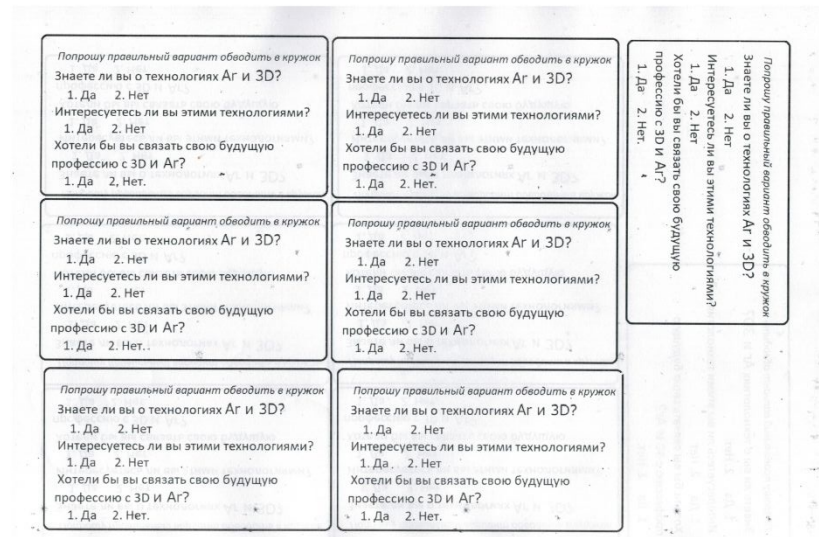 Попрошу правильный вариант обводить в кружок
Знаете ли вы о технологиях Аг и 3D?
1. Да 2. Нет
Интересуетесь ли вы этими технологиями?
1. Да 2. Нет
Хотели бы вы связать свою будущую
профессию с 3D и Аг?
1. Да 2, Нет.
Попрошу правильный вариант обводить в кружок
Знаете ли вы о технологиях Аг и 3D?
1. Да 2. Нет
Интересуетесь ли вы этими технологиями?
1. Да 2. Нет
Хотели бы вы связать свою будущую
профессию с 3D и Аг?
1. Да 2. Нет.
Попрошу правильный вариант обводить в кружок
Знаете ли вы о технологиях Аг и 3D?
1. Да 2. Нет
Интересуетесь ли вы этими технологиями?
1. Да 2. Нет
Хотели бы вы связать свою будущую
профессию с 3D и Аг?
1. Да 2. Нет.
Попрошу правильный вариант обводить в кружок
Знаете ли вы о технологиях Аг и 3D?
1. Да 2. Нет
Интересуетесь ли вы этими технологиями?
1. Да 2. Нет
Хотели бы вы связать свою будущую
профессию с 3D и Аг?
1. Да 2. Нет.
Попрошу правильный вариант обводить в кружок
Знаете ли вы о технологиях Аг и 3D?
1. Да 2. Нет
Интересуетесь ли вы этими технологиями?
1. Да 2. Нет
Хотели бы вы связать свою будущую
профессию с 3D и Аг?
1. Да 2. Нет.
Попрошу правильный вариант обводить в кружок
Знаете ли вы о технологиях Аг и 3D?
1. Да 2. Нет
Интересуетесь ли вы этими технологиями?
1. Да 2. Нет
Хотели бы вы связать свою будущую
профессию с 3D и Аг?
1. Да 2. Нет.
Попрошу правильный вариант обводить в кружок
Знаете ли вы о технологиях Аг и 3D?
1. Да 2. Нет
Интересуетесь ли вы этими технологиями?
1. Да 2. Нет
Хотели бы вы связать свою будущую
профессию с 3D и Аг?
1. Да 2. Нет.